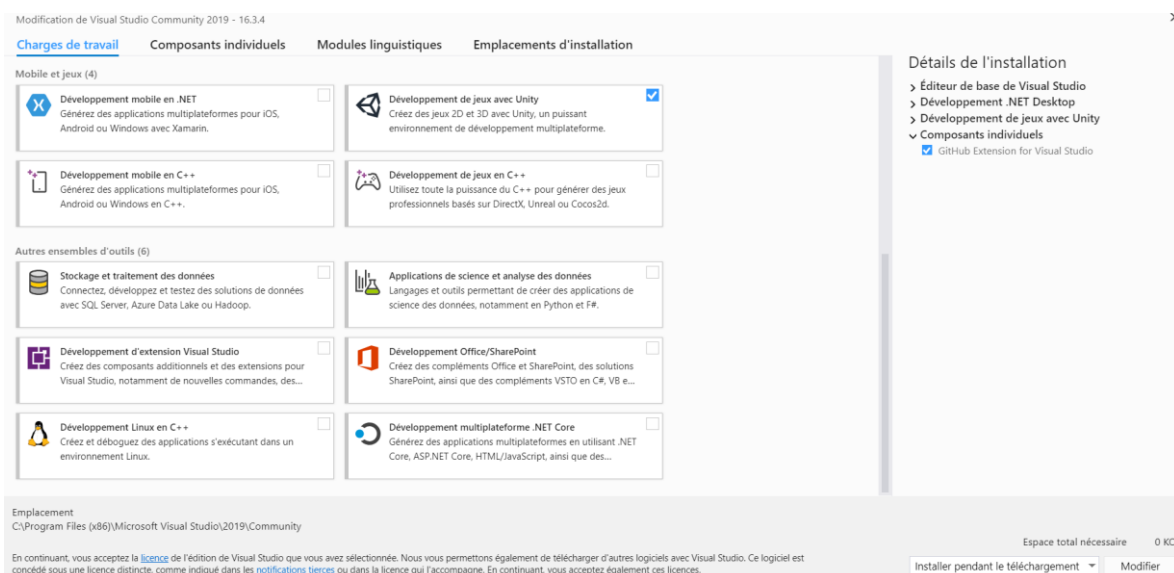 Modification de Visual Studio Community 2019 - 16.3.4
Charges de travail
Composants individuels
Modules linguistiques
Emplacements d'installation
Mobile et jeux (4)
Développement mobile en .NET
Générez des applications multiplateformes pour iOS,
Android ou Windows avec Xamarin.
Développement de jeux avec Unity
Créez des jeux 2D et 3D avec Unity, un puissant
environnement de développement multiplateforme.
Développement mobile en C++
Générez des applications multiplateformes pour iOS,
Android ou Windows en C++.
Développement de jeux en C++
Utilisez toute la puissance du C++ pour générer des jeux
professionnels basés sur DirectX, Unreal ou Cocos2d.
Autres ensembles d'outils (6)
Stockage et traitement des données
Connectez, développez et testez des solutions de données
avec SQL Server, Azure Data Lake ou Hadoop.
Applications de science et analyse des données
Langages et outils permettant de créer des applications de
science des données, notamment en Python et F#.
Développement d'extension Visual Studio
Créez des composants additionnels et des extensions pour
Visual Studio, notamment de nouvelles commandes, des...
Développement Office/SharePoint
Créez des compléments Office et SharePoint, des solutions
SharePoint, ainsi que des compléments VSTO en C#, VB e...
Développement Linux en C++
Créez et déboguez des applications s'exécutant dans un
environnement Linux.
Développement multiplateforme .NET Core
Générez des applications multiplateformes en utilisant .NET
Core, ASP.NET Core, HTML/JavaScript, ainsi que des...
Détails de l'installation
Éditeur de base de Visual Studio
Développement .NET Desktop
Développement de jeux avec Unity
Composants individuels
GitHub Extension for Visual Studio
Emplacement
C:\Program Files (x86)\Microsoft Visual Studio\2019\Community
En continuant, vous acceptez la licence de l'édition de Visual Studio que vous avez sélectionnée. Nous vous permettons également de télécharger d'autres logiciels avec Visual Studio. Ce logiciel est
concédé sous une licence distincte, comme indiqué dans les notifications tierces ou dans la licence qui l'accompagne. En continuant, vous acceptez également ces licences.
Espace total nécessaire 0 KO
Installer pendant le téléchargement
Modifier